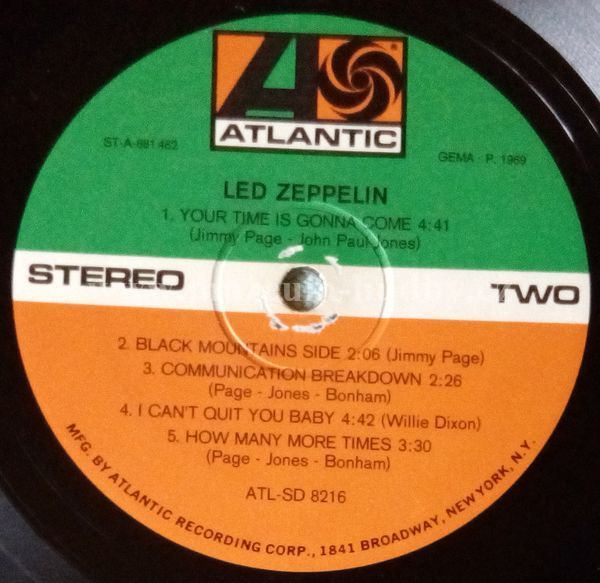 ATLANTIC
ST-A-681462
GEMA · P. 1969
LED ZEPPELIN
1. YOUR TIME IS GONNA COME 4:41
(Jimmy Page - John Paul Jones)
STEREO
TWO
2. BLACK MOUNTAINS SIDE 2:06 (Jimmy Page)
3. COMMUNICATION BREAKDOWN 2:26
(Page - Jones - Bonham)
4. I CAN'T QUIT YOU BABY 4:42 (Willie Dixon)
5. HOW MANY MORE TIMES 3:30
(Page - Jones - Bonham)
ATL-SD 8216
MFG. BY ATLANTIC RECORDING CORP., 1841 BROADWAY, NEW YORK, N.Y.